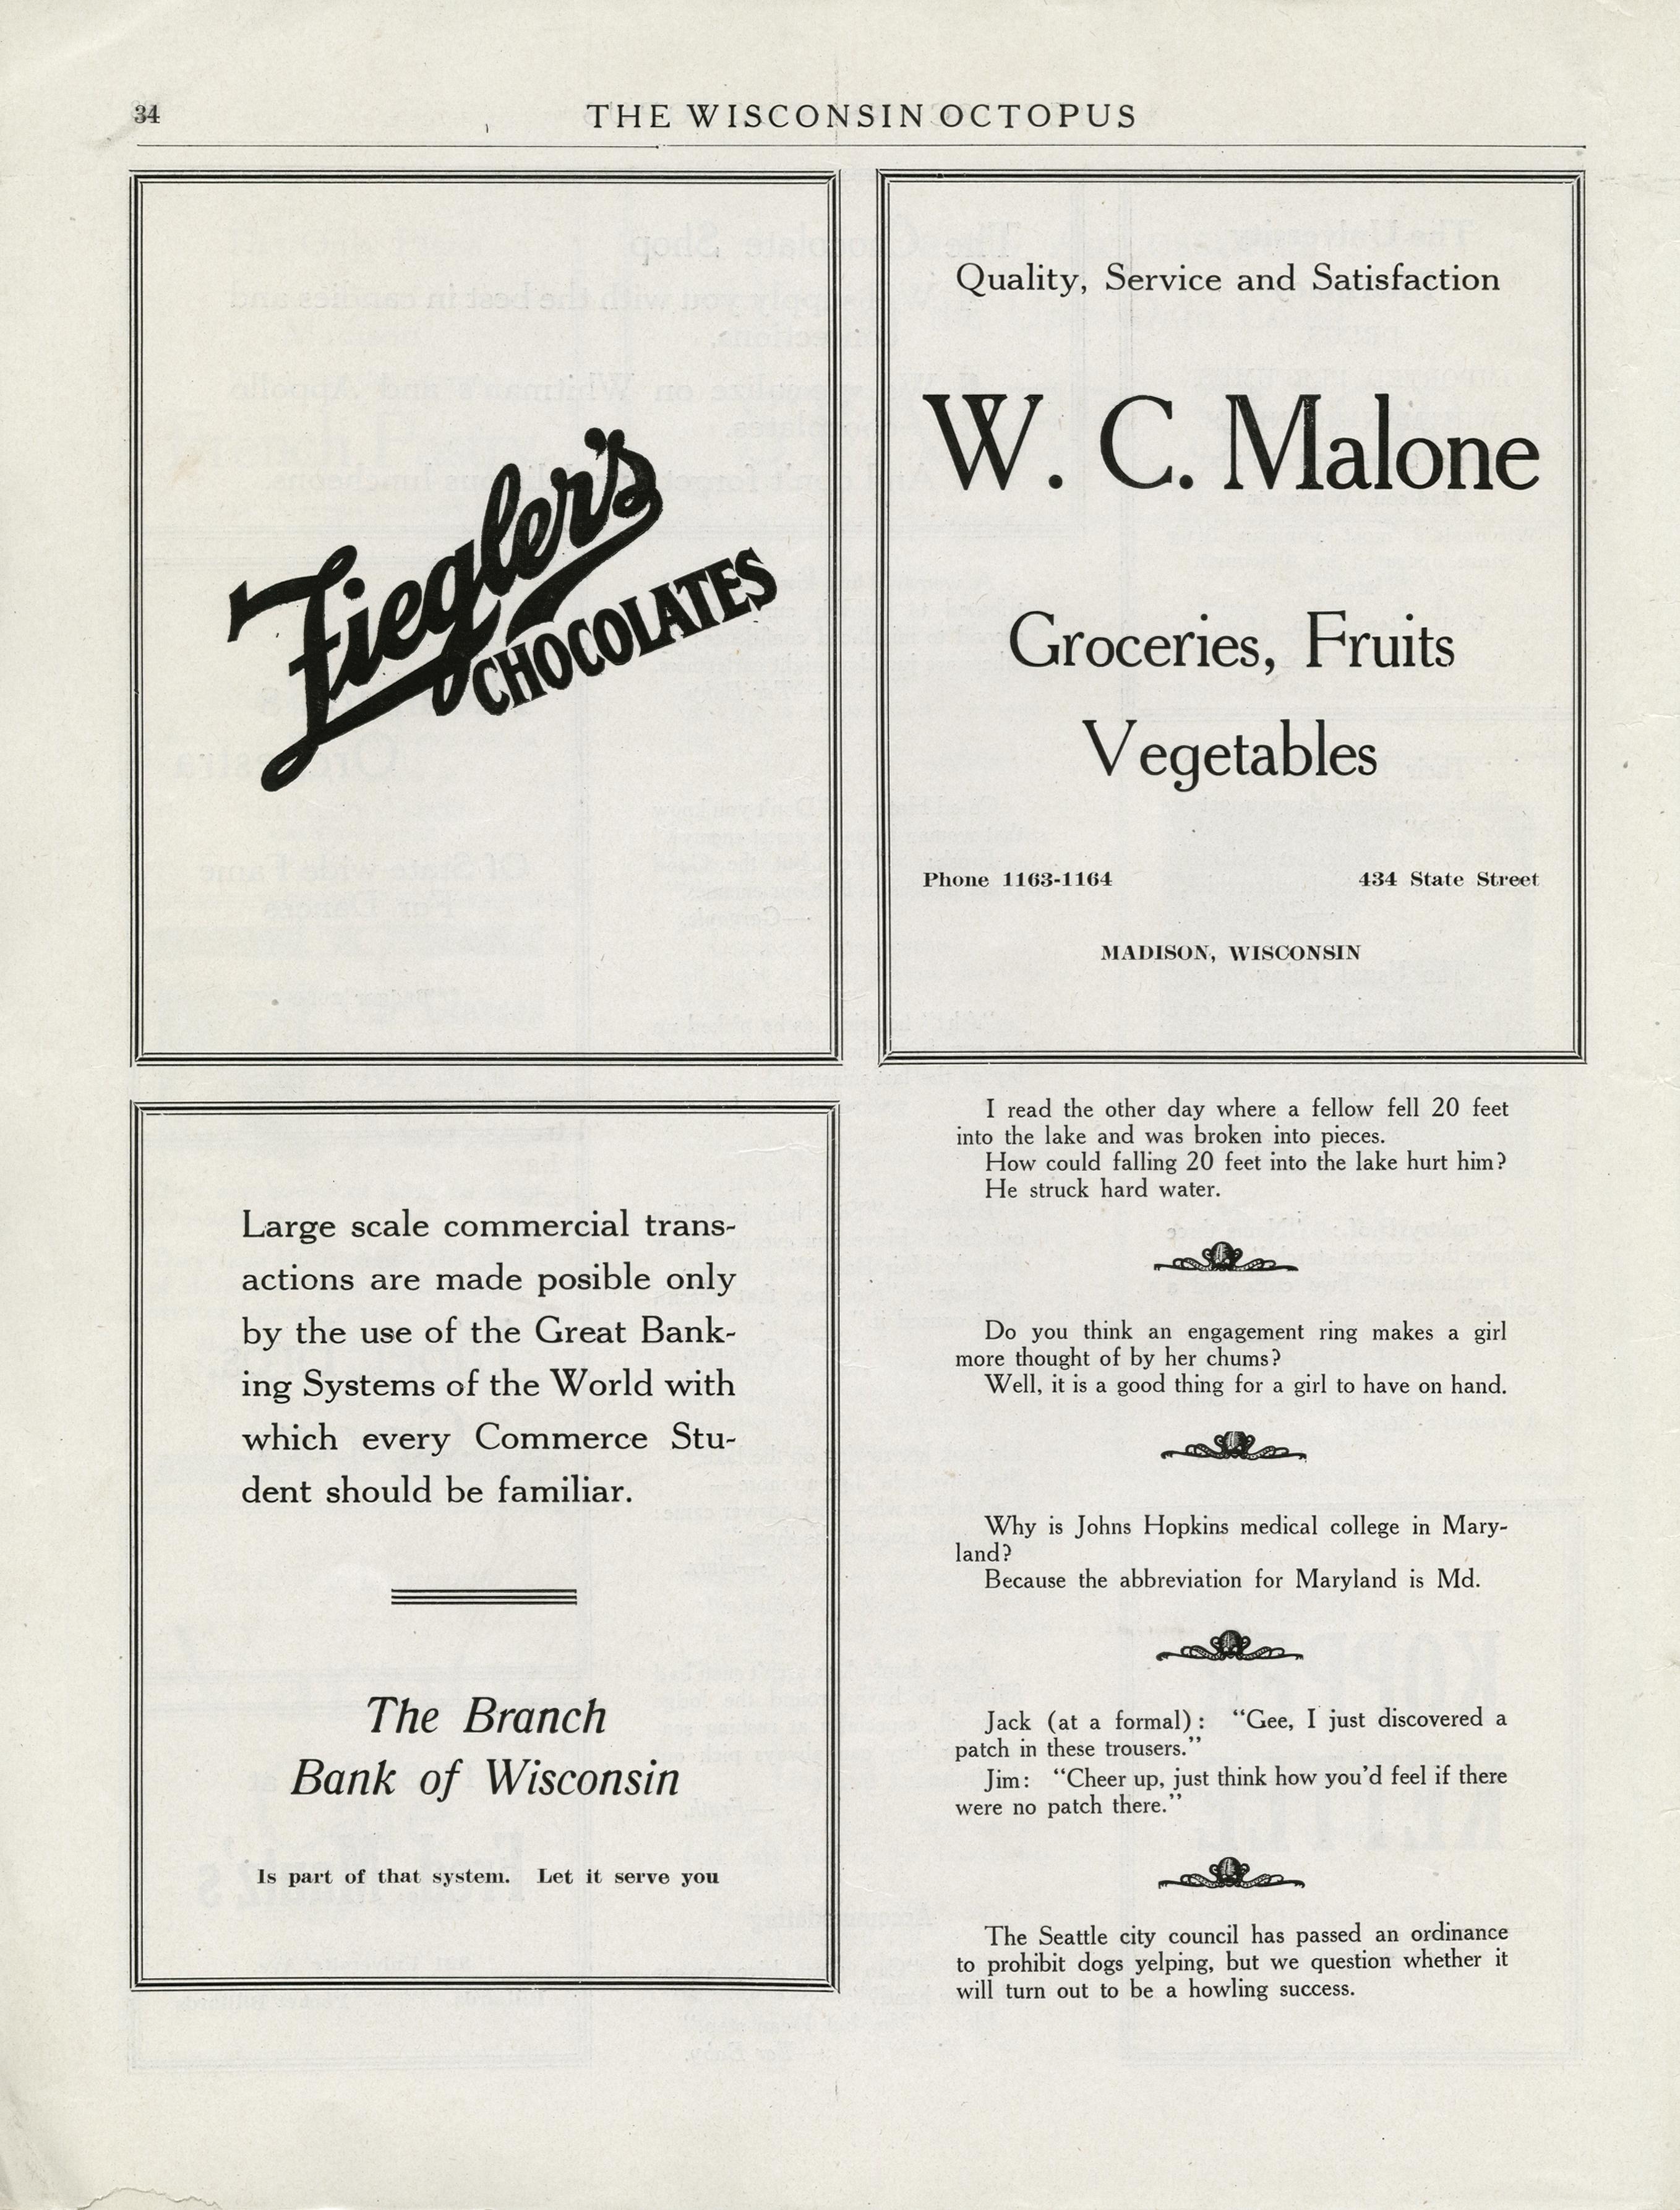 34
THE WISCONSIN OCTOPUS
Ziegler's
CHOCOLATES
Quality, Service and Satisfaction
W. C. Malone
Groceries, Fruits
Vegetables
Phone 1163-1164
434 State Street
MADISON, WISCONSIN
Large scale commercial trans-
actions are made posible only
by the use of the Great Bank-
ing Systems of the World with
which every Commerce Stu-
dent should be familiar.
The Branch
Bank of Wisconsin
Is part of that system. Let it serve you
I read the other day where a fellow fell 20 feet
into the lake and was broken into pieces.
How could falling 20 feet into the lake hurt him?
He struck hard water.
Do you think an engagement ring makes a girl
more thought of by her chums?
Well, it is a good thing for a girl to have on hand.
Why is Johns Hopkins medical college in Mary-
land?
Because the abbreviation for Maryland is Md.
Jack (at a formal): "Gee, I just discovered a
patch in these trousers."
Jim: "Cheer up, just think how you'd feel if there
were no patch there."
The Seattle city council has passed an ordinance
to prohibit dogs yelping, but we question whether it
will turn out to be a howling success.